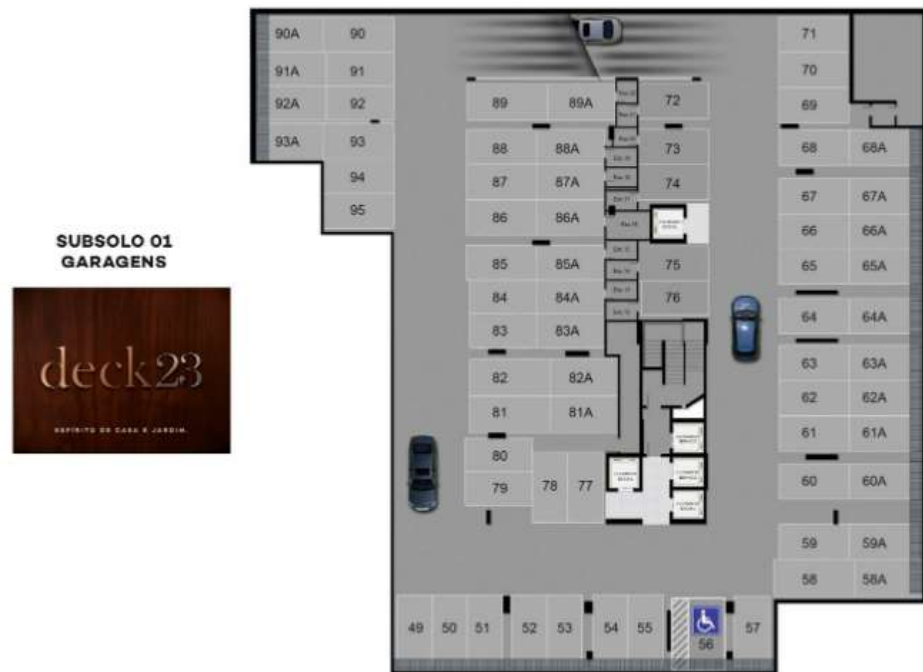 SUBSOLO 01
GARAGENS
deck23
ESPÍRITO DE CASA E JARDIM.
90A 90
91A 91
92A 92
93A 93
94
95
89 89A
88 88A
87 87A
86 86A
85 85A
84 84A
83 83A
82 82A
81 81A
80
79
78 77
72
73
74
75
76
71
70
69
68 68A
67 67A
66 66A
65 65A
64 64A
63 63A
62 62A
61 61A
60 60A
59 59A
58 58A
49 50 51 52 53 54 55 56 57